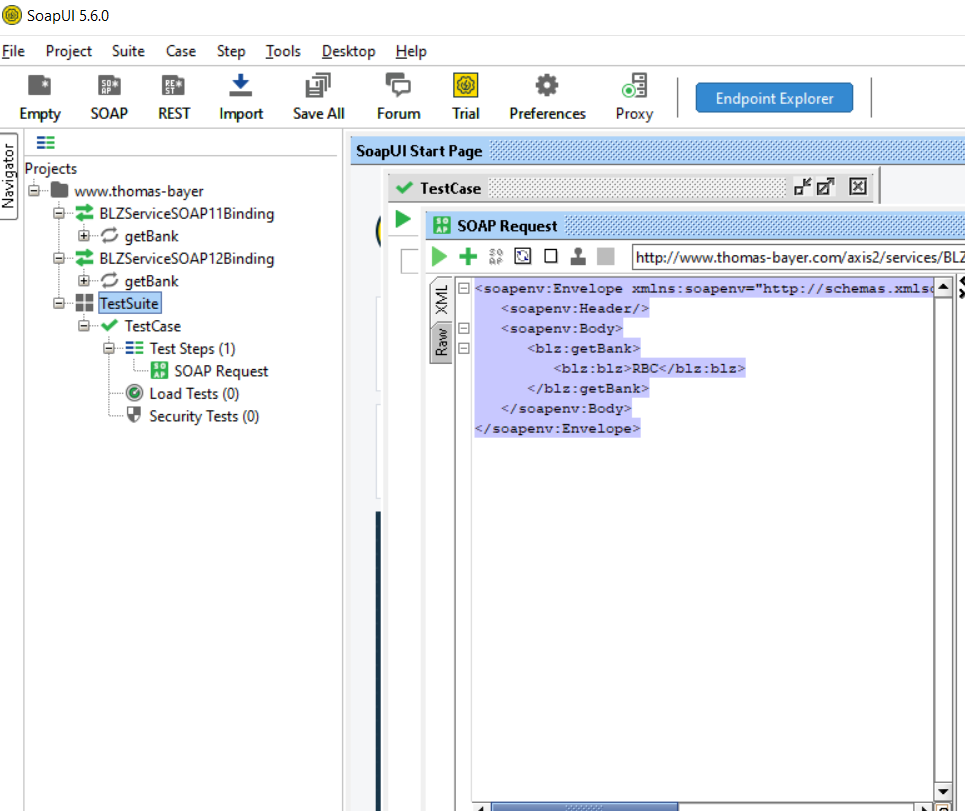 SoapUI 5.6.0
File Project Suite Case Step Tools Desktop Help
Empty SOAP REST Import Save All Forum Trial Preferences Proxy Endpoint Explorer
Navigator
Projects
www.thomas-bayer
BLZServiceSOAP11Binding
getBank
BLZServiceSOAP12Binding
getBank
TestSuite
TestCase
Test Steps (1)
SOAP Request
Load Tests (0)
Security Tests (0)
SoapUI Start Page
TestCase
SOAP Request
http://www.thomas-bayer.com/axis2/services/BLZ
XML
Raw
<soapenv:Envelope xmlns:soapenv="http://schemas.xmlso
<soapenv:Header/>
<soapenv:Body>
<blz:getBank>
<blz:blz>RBC</blz:blz>
</blz:getBank>
</soapenv:Body>
</soapenv:Envelope>